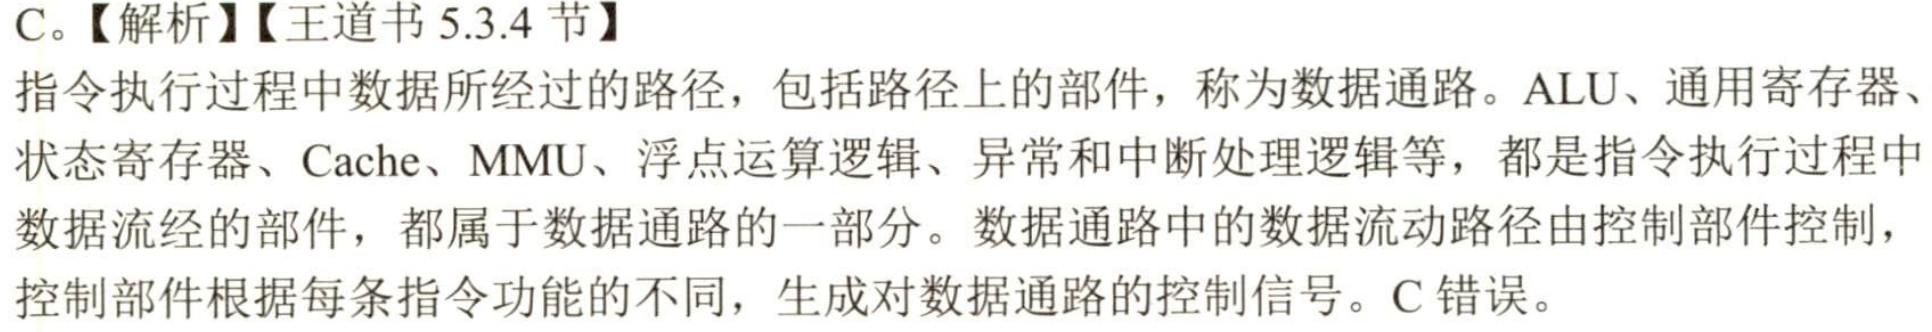 C。【解析】【王道书 5.3.4 节】
指令执行过程中数据所经过的路径，包括路径上的部件，称为数据通路。ALU、通用寄存器、
状态寄存器、Cache、MMU、浮点运算逻辑、异常和中断处理逻辑等，都是指令执行过程中
数据流经的部件，都属于数据通路的一部分。数据通路中的数据流动路径由控制部件控制，
控制部件根据每条指令功能的不同，生成对数据通路的控制信号。C 错误。